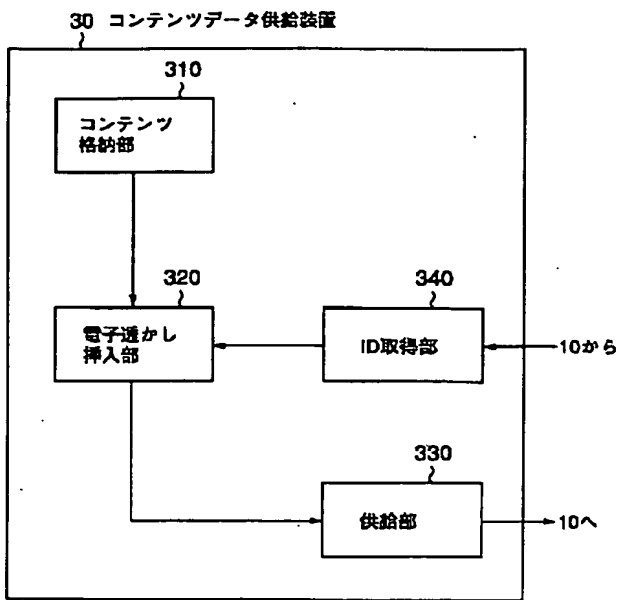 30 コンテンツデータ供給装置
310
コンテンツ
格納部
320
電子透かし
挿入部
340
ID取得部
10から
330
供給部
10へ